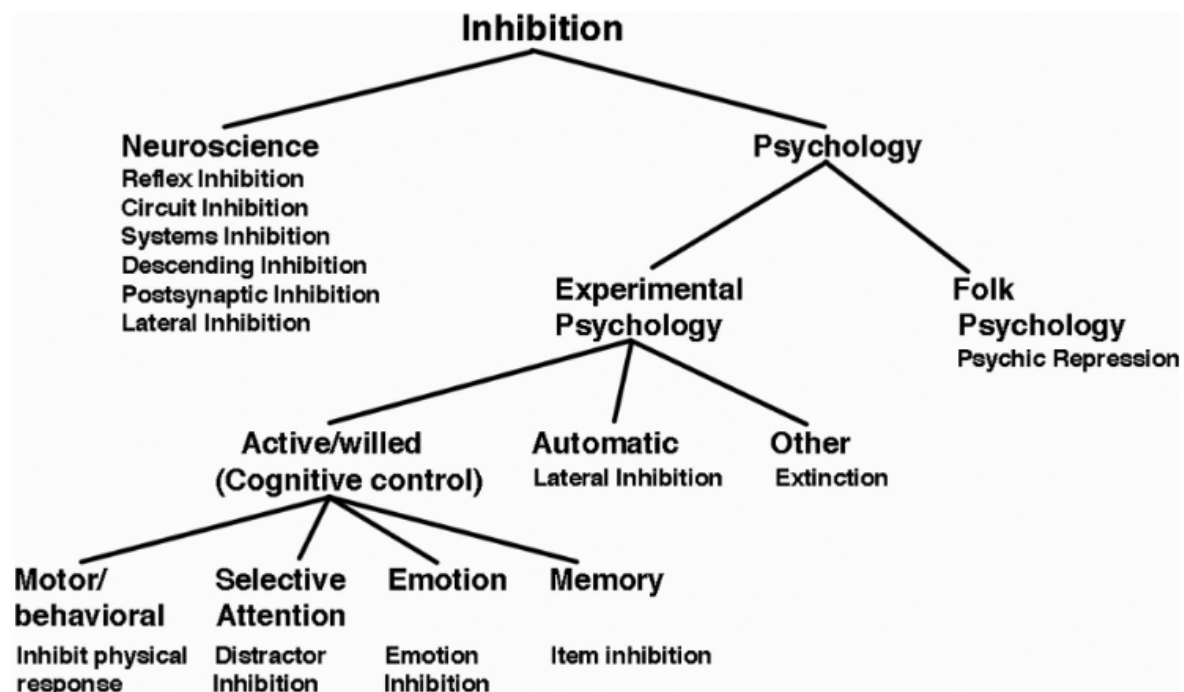 Inhibition
Neuroscience
Reflex Inhibition
Circuit Inhibition
Systems Inhibition
Descending Inhibition
Postsynaptic Inhibition
Lateral Inhibition
Psychology
Experimental
Psychology
Folk
Psychology
Psychic Repression
Active/willed
(Cognitive control)
Automatic
Lateral Inhibition
Other
Extinction
Motor/
behavioral
Inhibit physical
response
Selective
Attention
Distractor
Inhibition
Emotion
Emotion
Inhibition
Memory
Item inhibition